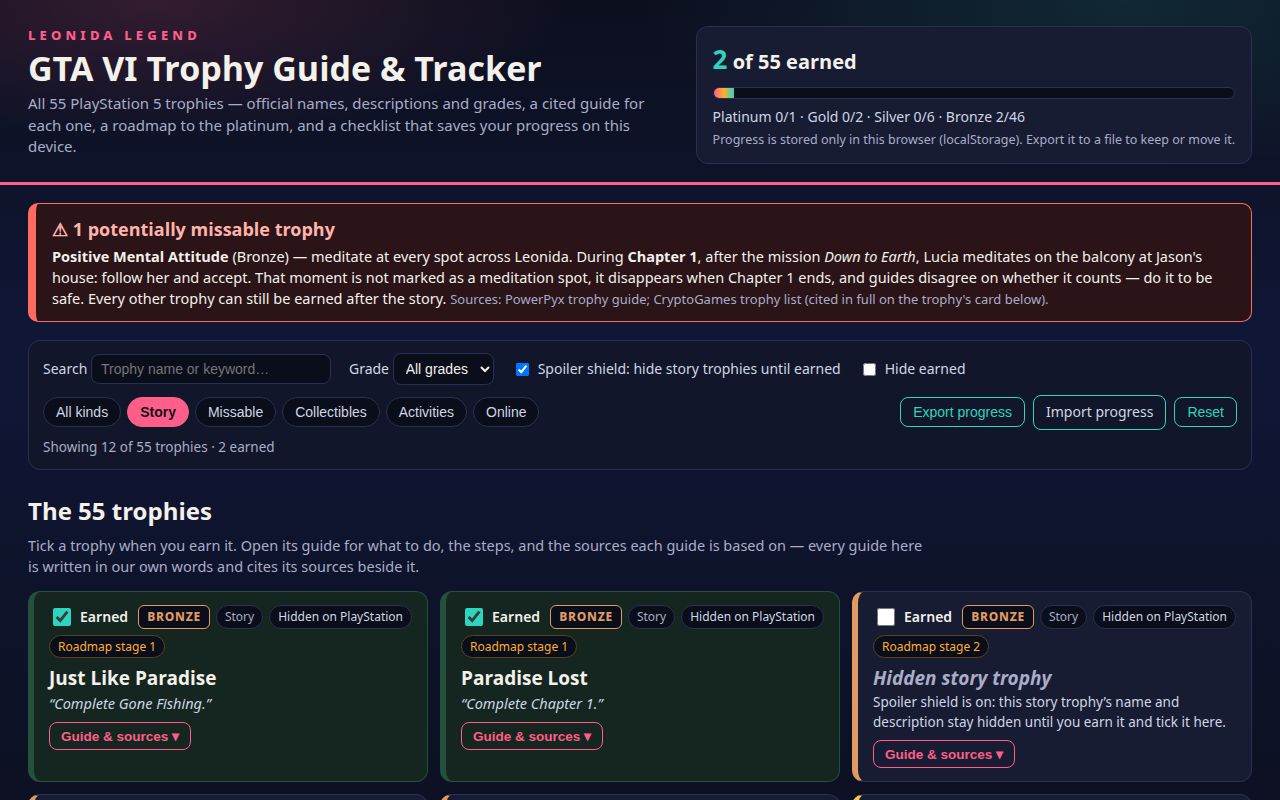 LEONIDA LEGEND
GTA VI Trophy Guide & Tracker
All 55 PlayStation 5 trophies — official names, descriptions and grades, a cited guide for
each one, a roadmap to the platinum, and a checklist that saves your progress on this
device.
2 of 55 earned
Platinum 0/1 · Gold 0/2 · Silver 0/6 · Bronze 2/46
Progress is stored only in this browser (localStorage). Export it to a file to keep or move it.
⚠ 1 potentially missable trophy
Positive Mental Attitude (Bronze) — meditate at every spot across Leonida. During Chapter 1, after the mission Down to Earth, Lucia meditates on the balcony at Jason's
house: follow her and accept. That moment is not marked as a meditation spot, it disappears when Chapter 1 ends, and guides disagree on whether it counts — do it to be
safe. Every other trophy can still be earned after the story. Sources: PowerPyx trophy guide; CryptoGames trophy list (cited in full on the trophy's card below).
Search Trophy name or keyword… Grade All grades Spoiler shield: hide story trophies until earned Hide earned
All kinds Story Missable Collectibles Activities Online Export progress Import progress Reset
Showing 12 of 55 trophies · 2 earned
The 55 trophies
Tick a trophy when you earn it. Open its guide for what to do, the steps, and the sources each guide is based on — every guide here
is written in our own words and cites its sources beside it.
Earned BRONZE Story Hidden on PlayStation
Roadmap stage 1
Just Like Paradise
“Complete Gone Fishing.”
Guide & sources ▾
Earned BRONZE Story Hidden on PlayStation
Roadmap stage 1
Paradise Lost
“Complete Chapter 1.”
Guide & sources ▾
Earned BRONZE Story Hidden on PlayStation
Roadmap stage 2
Hidden story trophy
Spoiler shield is on: this story trophy's name and
description stay hidden until you earn it and tick it here.
Guide & sources ▾